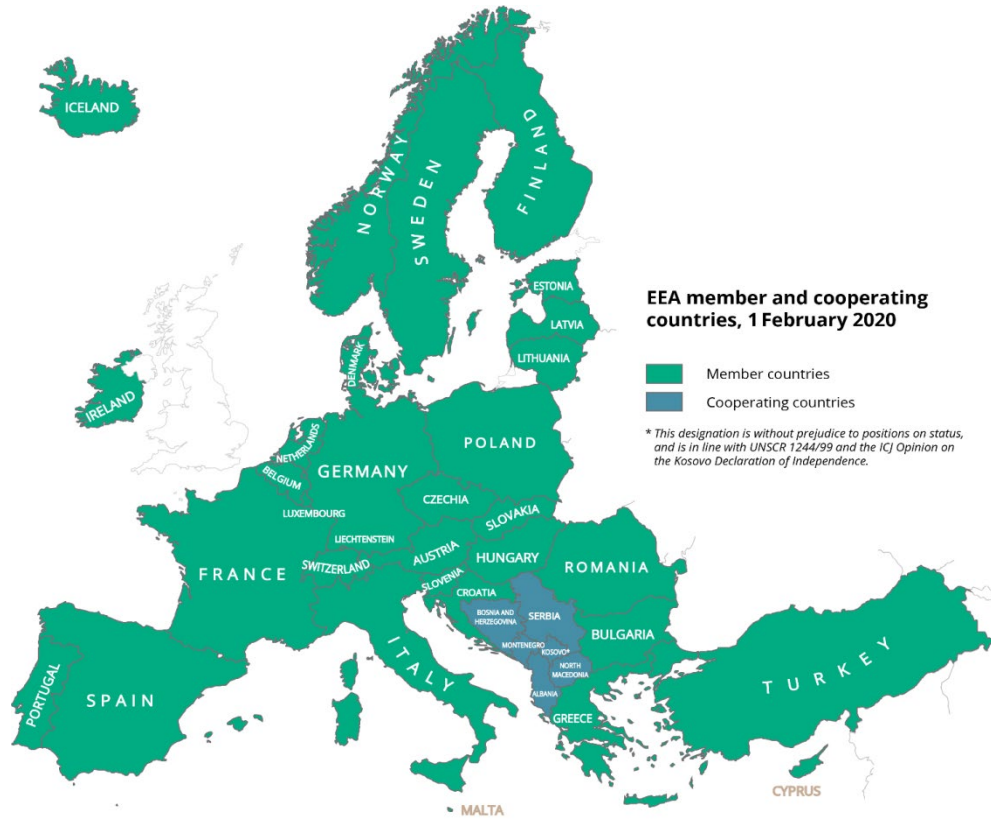 ICELAND
NORWAY
SWEDEN
FINLAND
ESTONIA
LATVIA
LITHUANIA
DENMARK
IRELAND
NETHERLANDS
BELGIUM
GERMANY
POLAND
LUXEMBOURG
CZECHIA
SLOVAKIA
LIECHTENSTEIN
FRANCE
SWITZERLAND
AUSTRIA
HUNGARY
ROMANIA
SLOVENIA
CROATIA
BOSNIA AND
HERZEGOVINA
SERBIA
MONTENEGRO
KOSOVO*
BULGARIA
NORTH
MACEDONIA
ALBANIA
ITALY
PORTUGAL
SPAIN
GREECE
TURKEY
CYPRUS
MALTA
EEA member and cooperating
countries, 1 February 2020
Member countries
Cooperating countries
* This designation is without prejudice to positions on status,
and is in line with UNSCR 1244/99 and the ICJ Opinion on
the Kosovo Declaration of Independence.